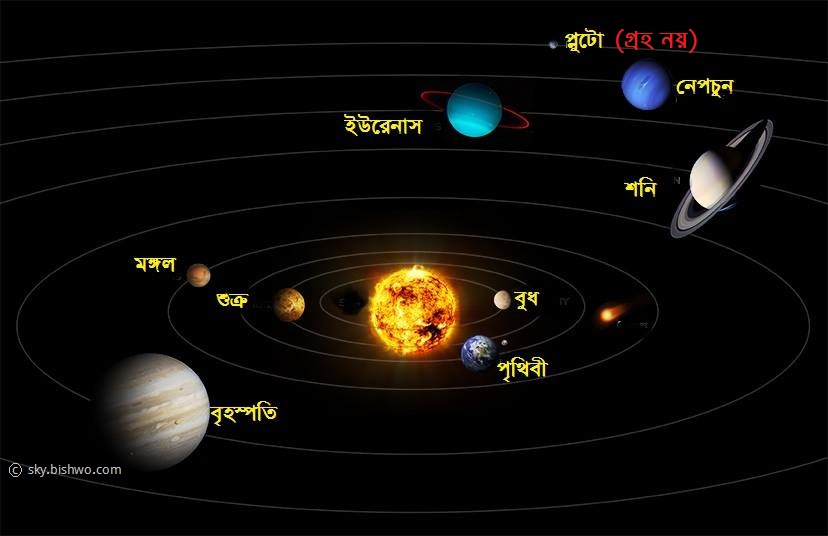 প্লুটো (গ্রহ নয়)
নেপচুন
ইউরেনাস
শনি
মঙ্গল
শুক্র
বুধ
পৃথিবী
বৃহস্পতি
© sky.bishwo.com